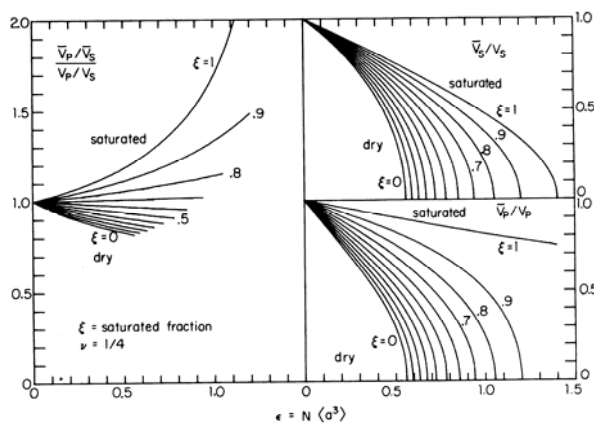 2.0
V̄P/V̄S
VP/VS
ξ=1
1.5
saturated
.9
.8
1.0
.5
ξ=0
dry
0.5
ξ = saturated fraction
ν = 1/4
0
0 0.5 1.0
1.0
V̄S/VS
saturated
ξ=1
0.5
.9
.8
.7
dry
ξ=0
0
1.0
saturated
V̄P/VP
ξ=1
0.5
.9
.8
.7
ξ=0
dry
0
0 0.5 1.0 1.5
ϵ = N ⟨a³⟩